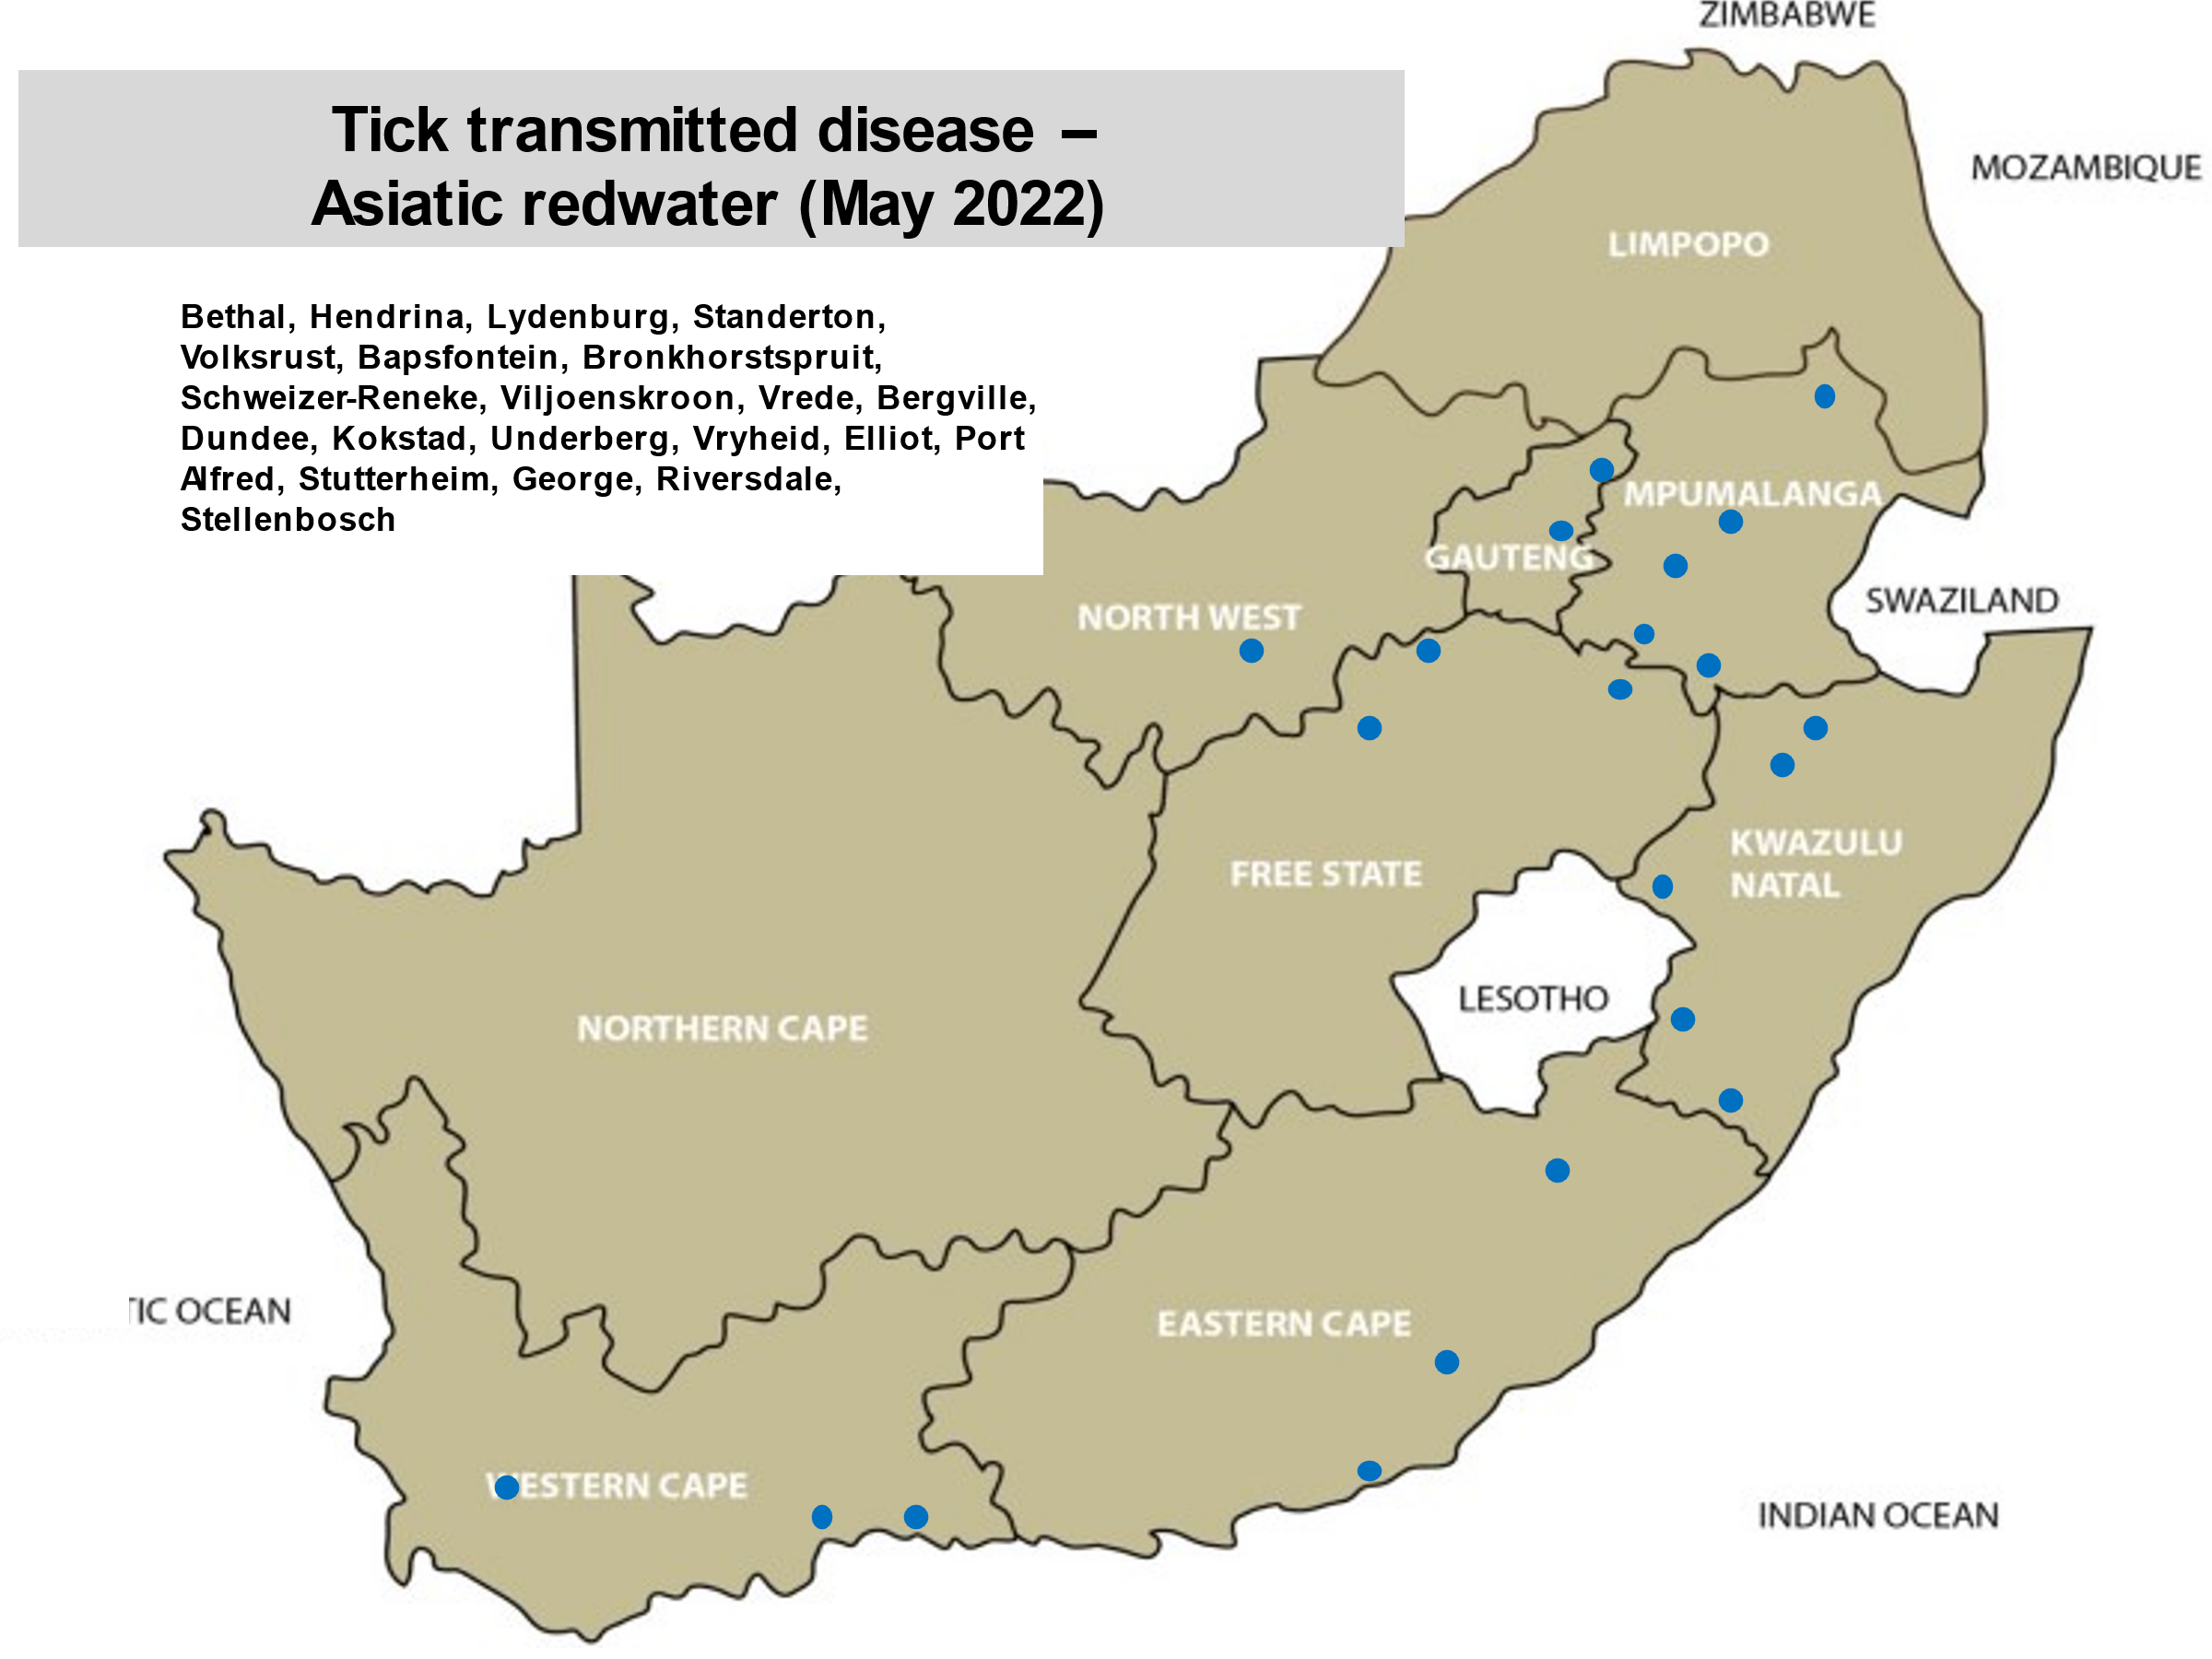 ZIMBABWE
Tick transmitted disease –
Asiatic redwater (May 2022)
MOZAMBIQUE
LIMPOPO
Bethal, Hendrina, Lydenburg, Standerton,
Volksrust, Bapsfontein, Bronkhorstspruit,
Schweizer-Reneke, Viljoenskroon, Vrede, Bergville,
Dundee, Kokstad, Underberg, Vryheid, Elliot, Port
Alfred, Stutterheim, George, Riversdale,
Stellenbosch
MPUMALANGA
GAUTENG
SWAZILAND
NORTH WEST
KWAZULU
NATAL
FREE STATE
LESOTHO
NORTHERN CAPE
TIC OCEAN
EASTERN CAPE
WESTERN CAPE
INDIAN OCEAN